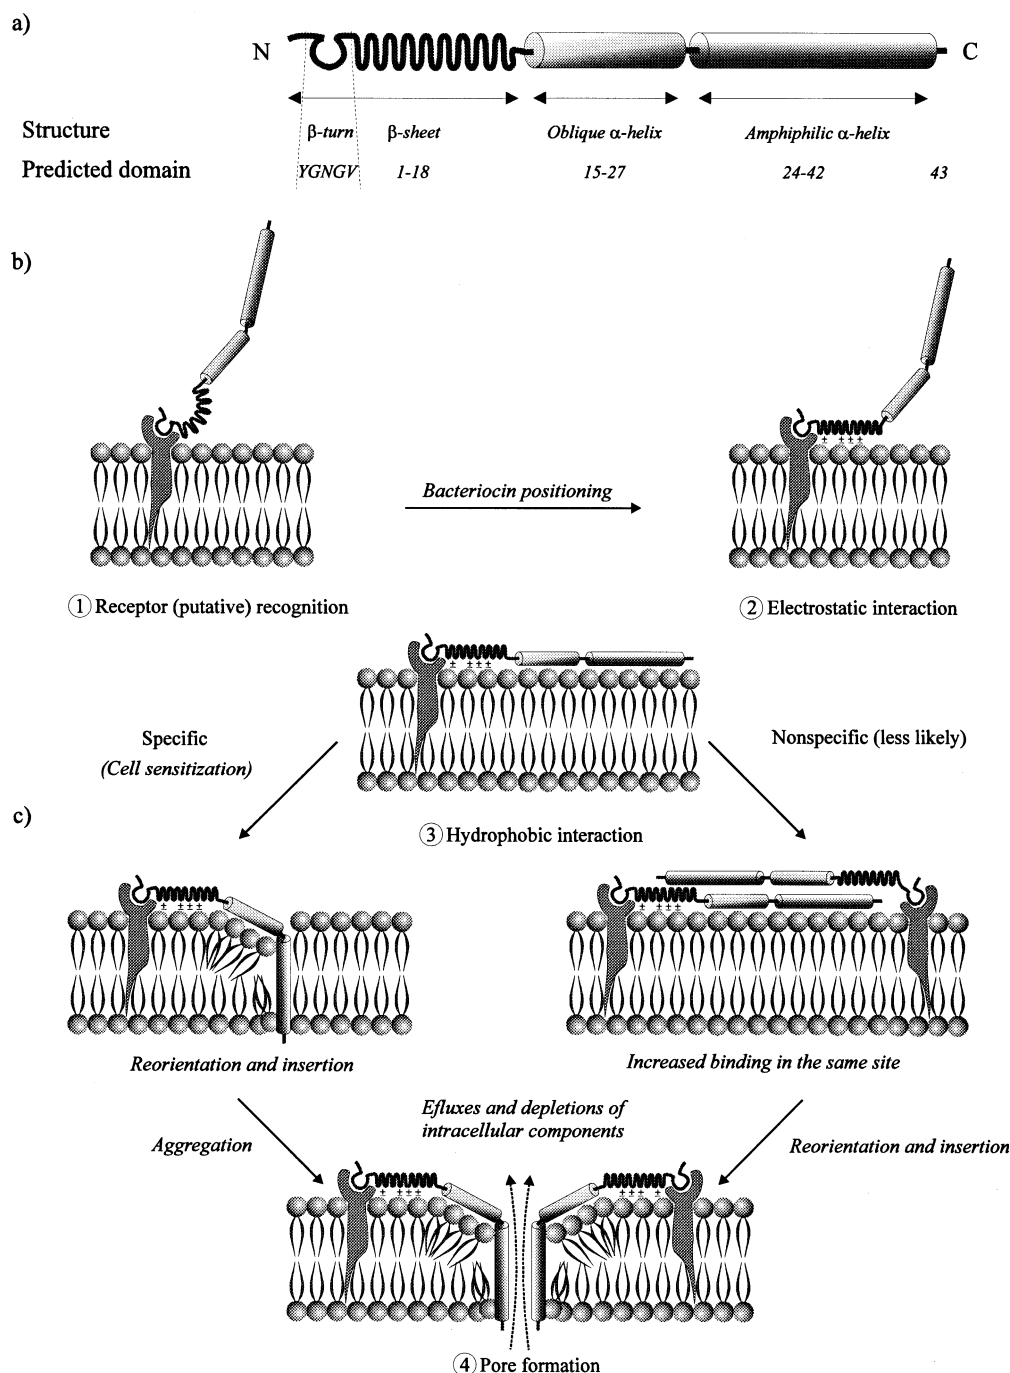 a)
N C
Structure β-turn β-sheet Oblique α-helix Amphiphilic α-helix
Predicted domain YGNGV 1-18 15-27 24-42 43
b)
Bacteriocin positioning
± ± ± ±
1 Receptor (putative) recognition
2 Electrostatic interaction
± ± ± ±
Specific
(Cell sensitization)
Nonspecific (less likely)
c)
3 Hydrophobic interaction
± ± ± ±
± ± ± ±
Reorientation and insertion
Increased binding in the same site
Efluxes and depletions of
intracellular components
Aggregation
Reorientation and insertion
± ± ± ±
± ± ± ±
4 Pore formation